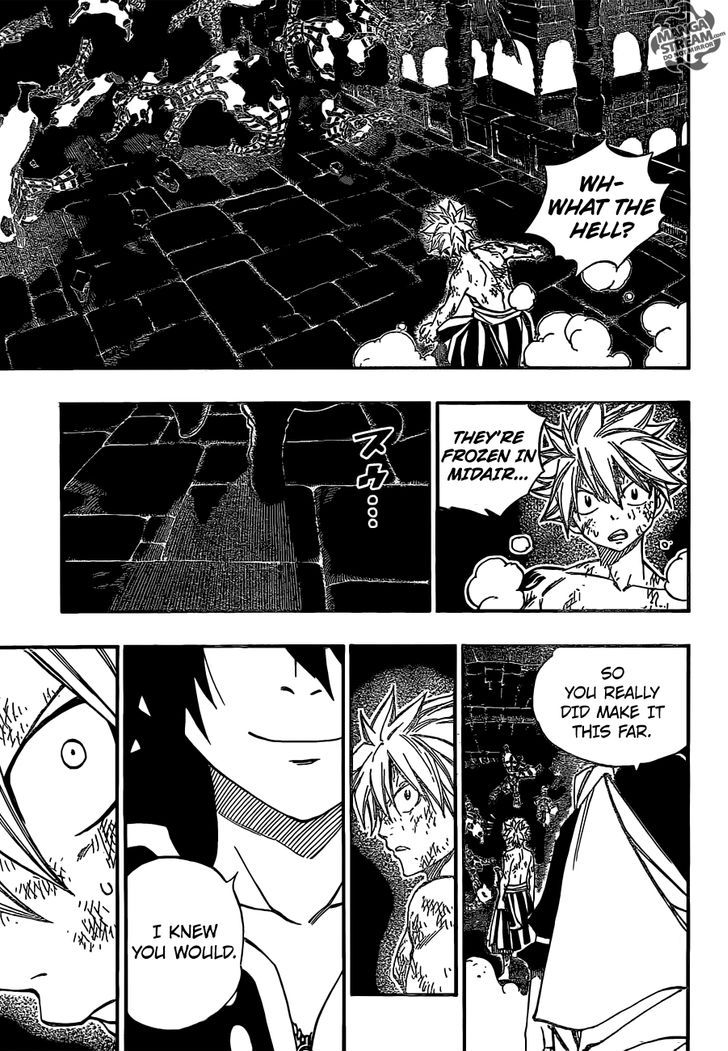 MANGA
STREAM.com
WH-
WHAT THE
HELL?
THEY'RE
FROZEN IN
MIDAIR...
スゥ...
SO
YOU REALLY
DID MAKE IT
THIS FAR.
I KNEW
YOU WOULD.